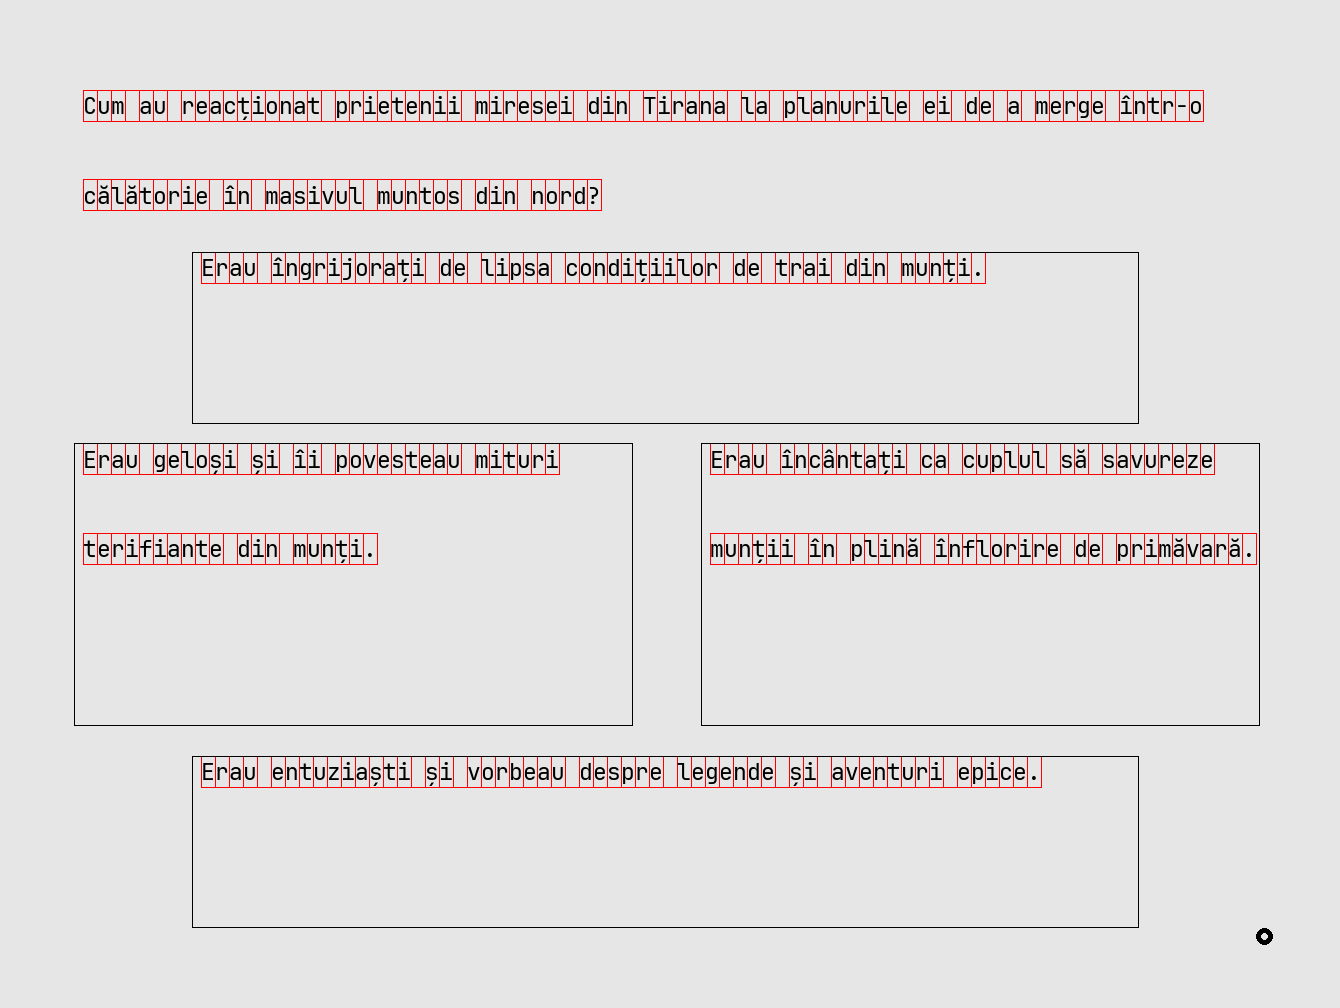 Cum au reacționat prietenii miresei din Tirana la planurile ei de a merge într-o
călătorie în masivul muntos din nord?
Erau îngrijorați de lipsa condițiilor de trai din munți.
Erau geloși și îi povesteau mituri
terifiante din munți.
Erau încântați ca cuplul să savureze
munții în plină înflorire de primăvară.
Erau entuziaști și vorbeau despre legende și aventuri epice.